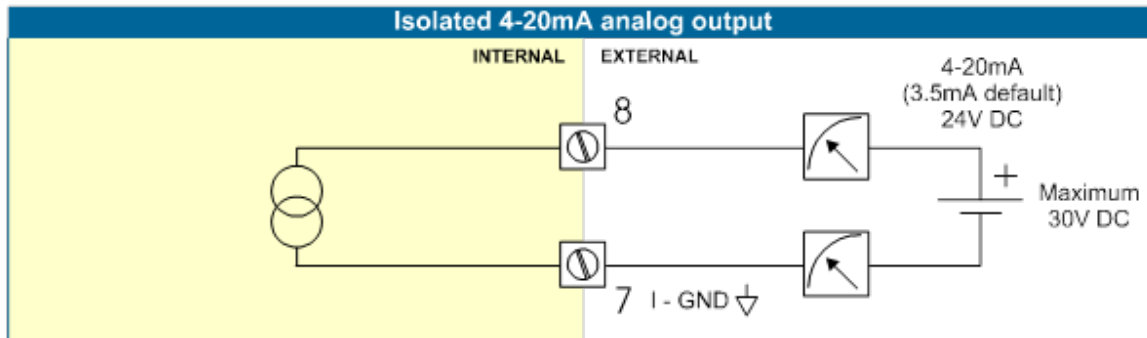 Isolated 4-20mA analog output
INTERNAL
EXTERNAL
8
4-20mA
(3.5mA default)
24V DC
+
Maximum
30V DC
7
I - GND